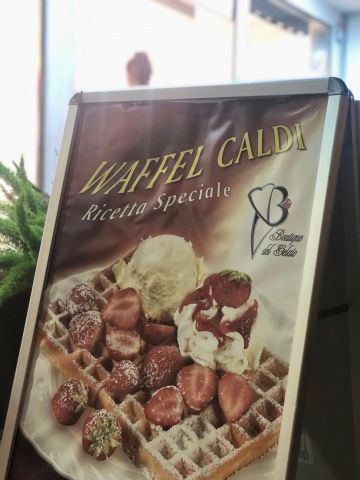 WAFFEL CALDI
Ricetta Speciale
B
Boutique
del Gelato